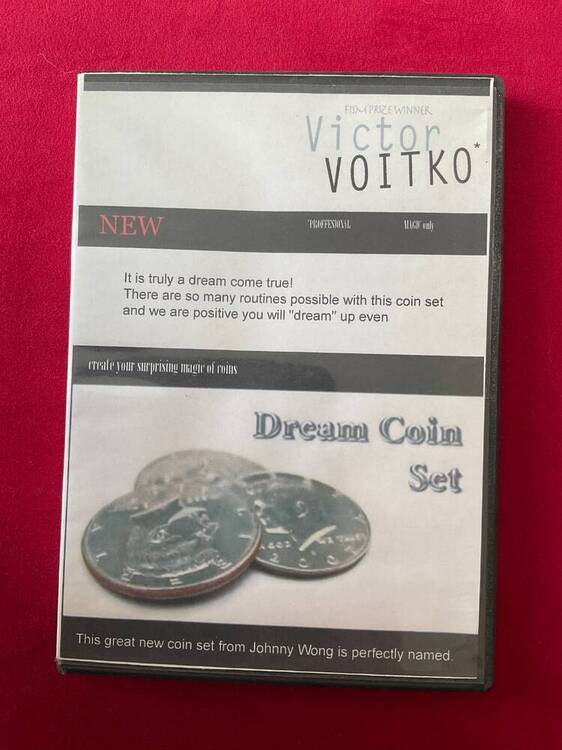 FISM PRIZE WINNER
Victor
VOITKO*
NEW
PROFFESIONAL MAGIC only
It is truly a dream come true!
There are so many routines possible with this coin set
and we are positive you will "dream" up even
create your surprising magic of coins
Dream Coin
Set
This great new coin set from Johnny Wong is perfectly named.